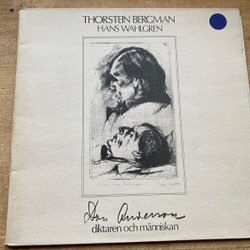 THORSTEIN BERGMAN
HANS WAHLGREN
Dan Andersson
diktaren och människan